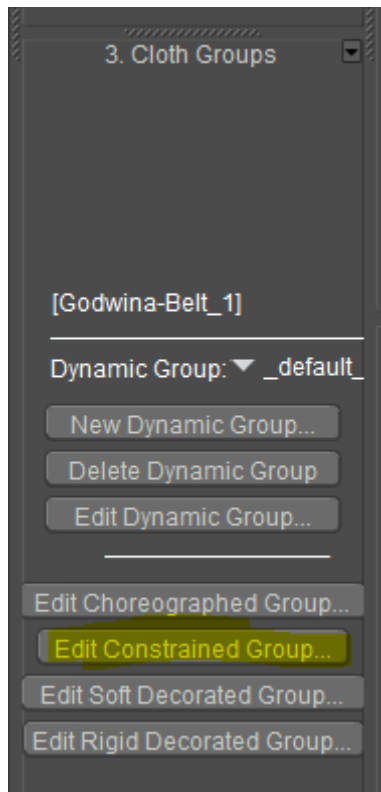 3. Cloth Groups
[Godwina-Belt_1]
Dynamic Group: _default_
New Dynamic Group...
Delete Dynamic Group
Edit Dynamic Group...
Edit Choreographed Group...
Edit Constrained Group...
Edit Soft Decorated Group...
Edit Rigid Decorated Group...